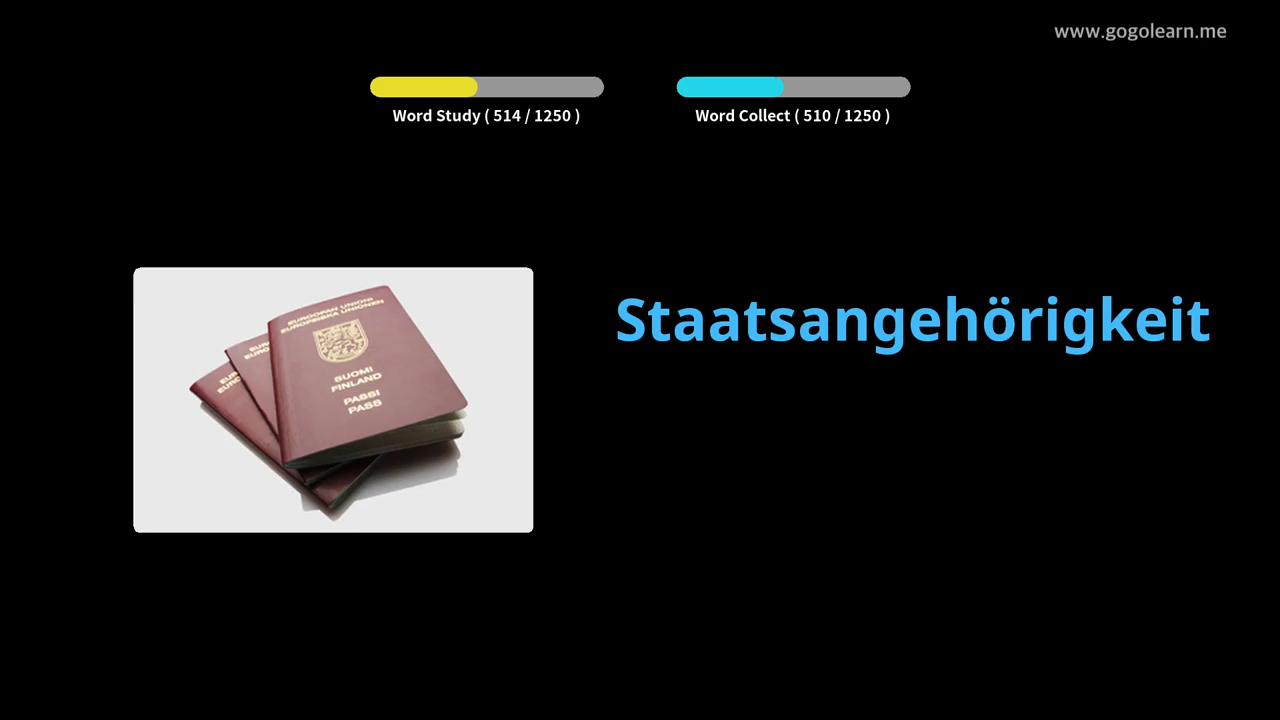 www.gogolearn.me
Word Study ( 514 / 1250 )
Word Collect ( 510 / 1250 )
Staatsangehörigkeit
EUROOPAN UNIONI
EUROPEISKA UNIONEN
SUOMI
FINLAND
PASSI
PASS